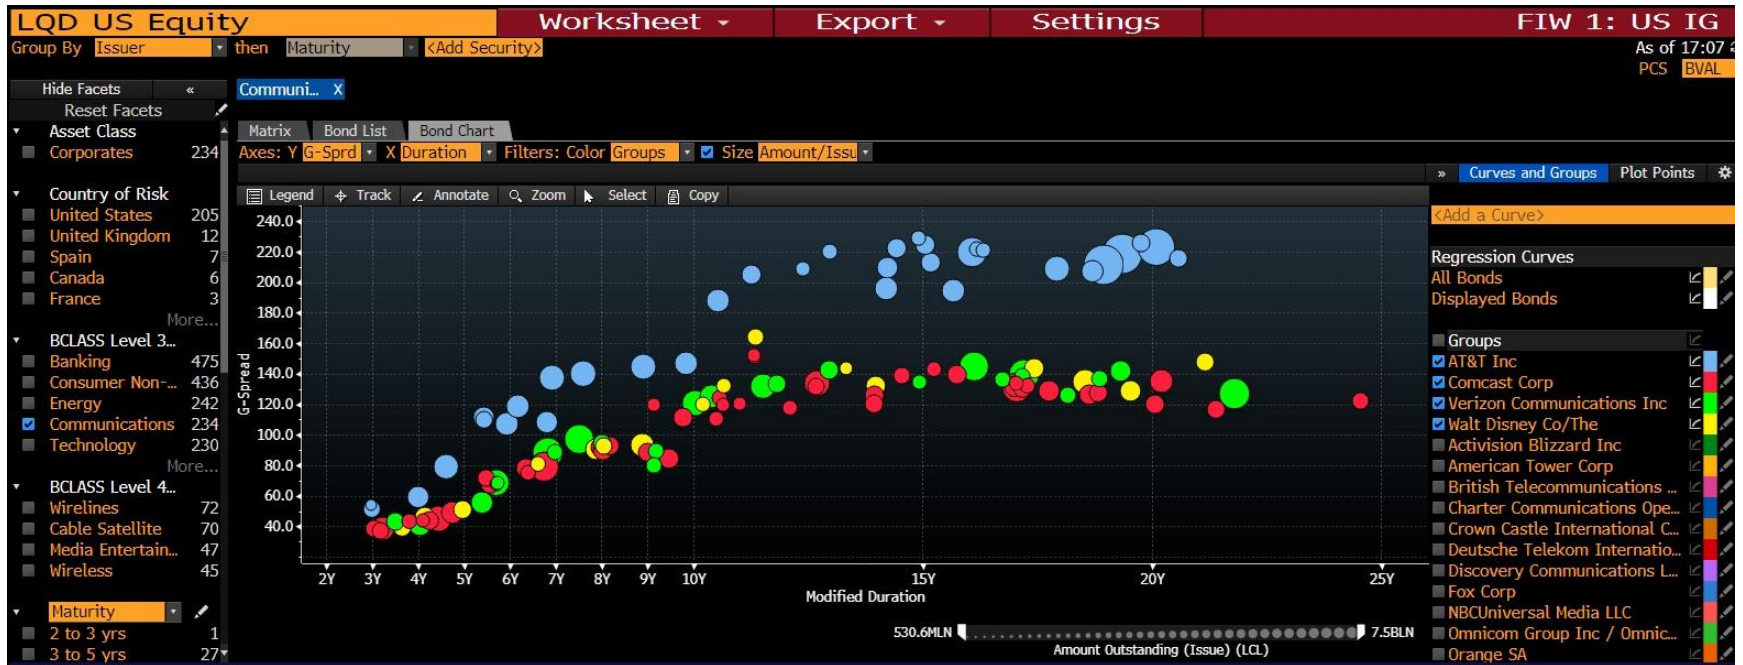 LQD US Equity Worksheet Export Settings FIW 1: US IG
Group By Issuer then Maturity <Add Security> As of 17:07
PCS BVAL
Hide Facets « Communi... X
Reset Facets
Asset Class
Corporates 234
Country of Risk
United States 205
United Kingdom 12
Spain 7
Canada 6
France 3
More...
BCLASS Level 3...
Banking 475
Consumer Non-... 436
Energy 242
Communications 234
Technology 230
More...
BCLASS Level 4...
Wirelines 72
Cable Satellite 70
Media Entertain... 47
Wireless 45
Maturity
2 to 3 yrs 1
3 to 5 yrs 27
Matrix Bond List Bond Chart
Axes: Y G-Sprd X Duration Filters: Color Groups Size Amount/Issu
» Curves and Groups Plot Points
Legend Track Annotate Zoom Select Copy
240.0
220.0
200.0
180.0
160.0
140.0
120.0
100.0
80.0
60.0
40.0
G-Spread
2Y 3Y 4Y 5Y 6Y 7Y 8Y 9Y 10Y 15Y 20Y 25Y
Modified Duration
530.6MLN 7.5BLN
Amount Outstanding (Issue) (LCL)
<Add a Curve>
Regression Curves
All Bonds
Displayed Bonds
Groups
AT&T Inc
Comcast Corp
Verizon Communications Inc
Walt Disney Co/The
Activision Blizzard Inc
American Tower Corp
British Telecommunications ...
Charter Communications Ope...
Crown Castle International C...
Deutsche Telekom Internatio...
Discovery Communications L...
Fox Corp
NBCUniversal Media LLC
Omnicom Group Inc / Omnic...
Orange SA